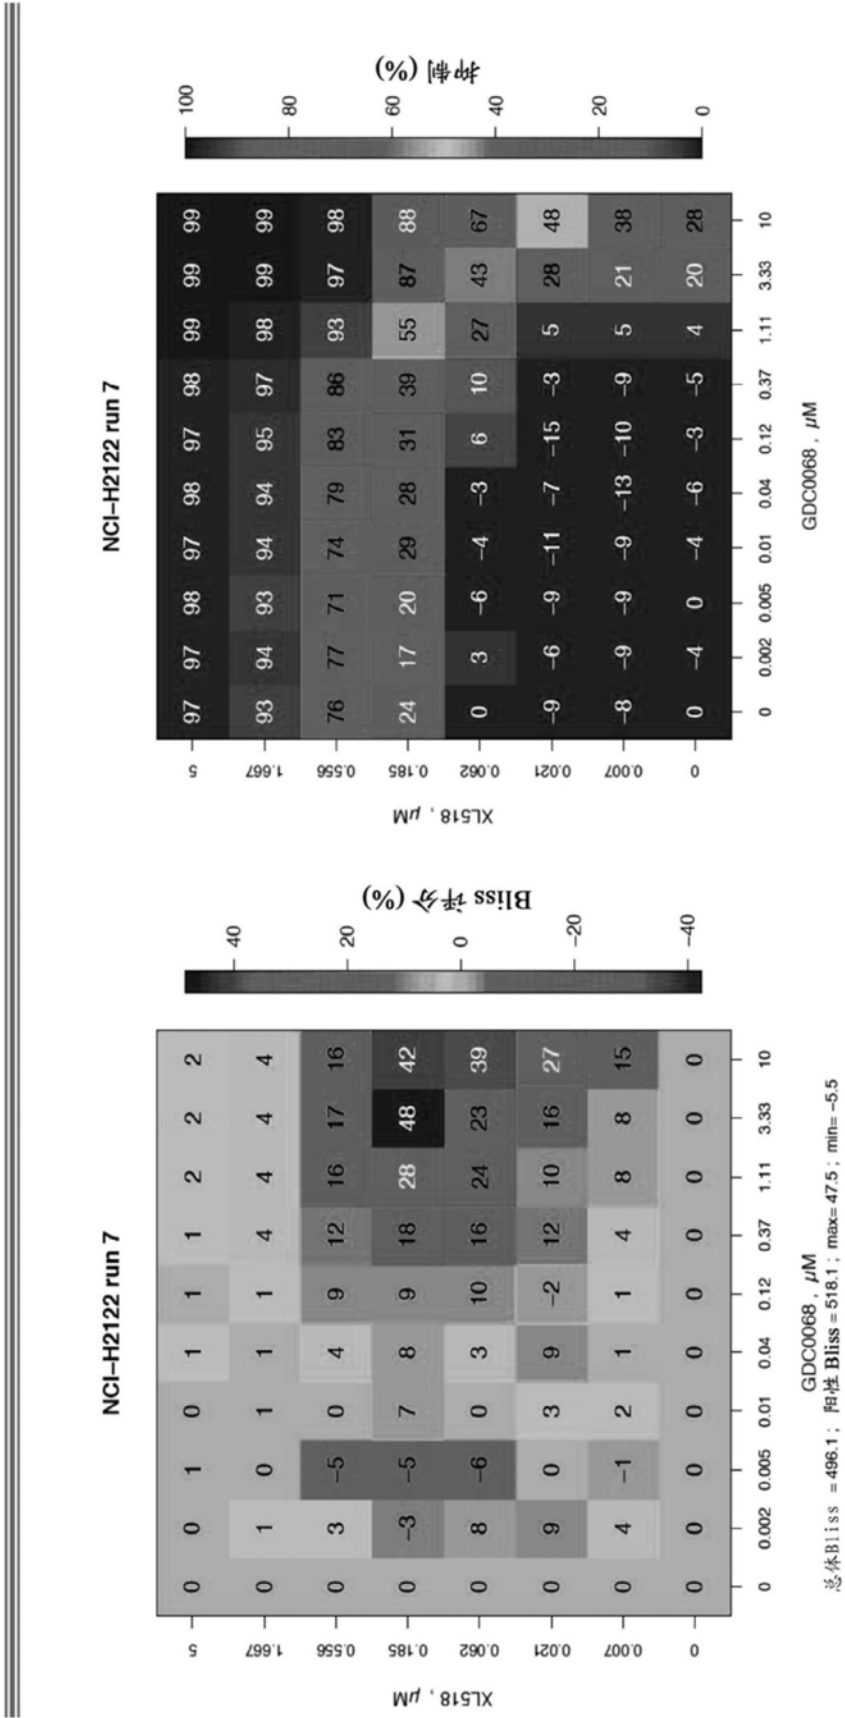 NCI–H2122 run 7
XL518 , μM
5 0 0 1 0 1 1 1 2 2 2
1.667 0 1 0 1 1 1 4 4 4 4
0.556 0 3 −5 0 4 9 12 16 17 16
0.185 0 −3 −5 7 8 9 18 28 48 42
0.062 0 8 −6 0 3 10 16 24 23 39
0.021 0 9 0 3 9 −2 12 10 16 27
0.007 0 4 −1 2 1 1 4 8 8 15
0 0 0 0 0 0 0 0 0 0 0
0 0.002 0.005 0.01 0.04 0.12 0.37 1.11 3.33 10
GDC0068 , μM
总体Bliss = 496.1 ; 阳性 Bliss = 518.1 ; max= 47.5 ; min= −5.5
40
20
0
−20
−40
Bliss 评分 (%)
NCI–H2122 run 7
XL518 , μM
5 97 97 98 97 98 97 98 99 99 99
1.667 93 94 93 94 94 95 97 98 99 99
0.556 76 77 71 74 79 83 86 93 97 98
0.185 24 17 20 29 28 31 39 55 87 88
0.062 0 3 −6 −4 −3 6 10 27 43 67
0.021 −9 −6 −9 −11 −7 −15 −3 5 28 48
0.007 −8 −9 −9 −9 −13 −10 −9 5 21 38
0 0 −4 0 −4 −6 −3 −5 4 20 28
0 0.002 0.005 0.01 0.04 0.12 0.37 1.11 3.33 10
GDC0068 , μM
100
80
60
40
20
0
抑制 (%)